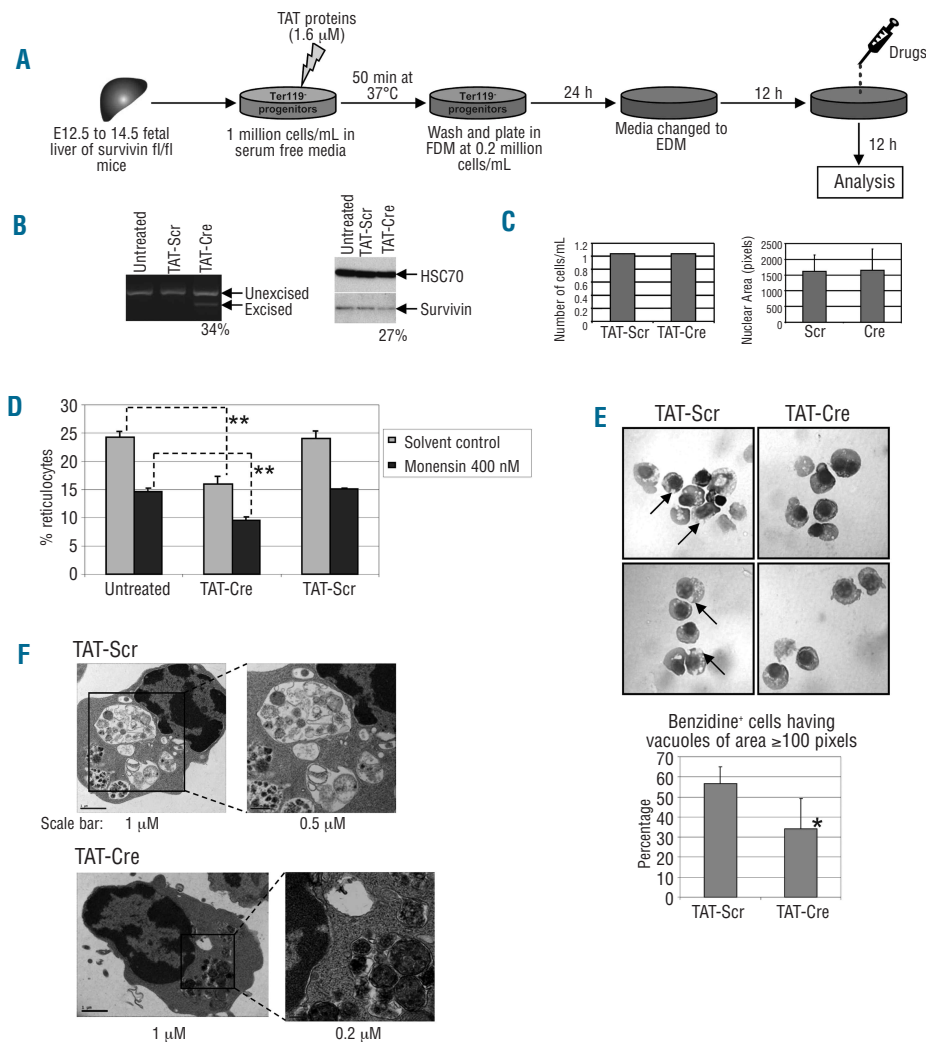 A
TAT proteins
(1.6 μM)
Drugs
Ter119-
progenitors
50 min at
37°C
Ter119-
progenitors
24 h
12 h
E12.5 to 14.5 fetal
liver of survivin fl/fl
mice
1 million cells/mL in
serum free media
Wash and plate in
FDM at 0.2 million
cells/mL
Media changed to
EDM
12 h
Analysis
B
Untreated
TAT-Scr
TAT-Cre
Unexcised
Excised
34%
Untreated
TAT-Scr
TAT-Cre
HSC70
Survivin
27%
C
Number of cells/mL
1.2
1
0.8
0.6
0.4
0.2
0
TAT-Scr TAT-Cre
Nuclear Area (pixels)
2500
2000
1500
1000
500
0
Scr Cre
D
% reticulocytes
30
25
20
15
10
5
0
**
**
Untreated TAT-Cre TAT-Scr
Solvent control
Monensin 400 nM
E
TAT-Scr TAT-Cre
Benzidine+ cells having
vacuoles of area ≥100 pixels
Percentage
70
60
50
40
30
20
10
0
*
TAT-Scr TAT-Cre
F
TAT-Scr
Scale bar: 1 μM 0.5 μM
TAT-Cre
1 μM 0.2 μM